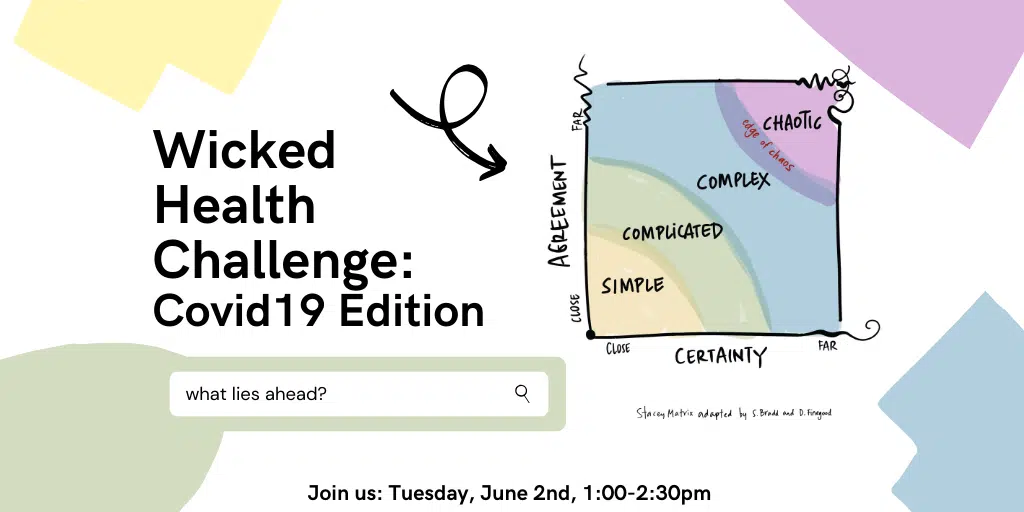 Wicked
Health
Challenge:
Covid19 Edition
what lies ahead?
Join us: Tuesday, June 2nd, 1:00-2:30pm
FAR
AGREEMENT
CLOSE
CHAOTIC
edge of chaos
COMPLEX
COMPLICATED
SIMPLE
CLOSE
CERTAINTY
FAR
Stacey Matrix adapted by S. Bradd and D. Finegood